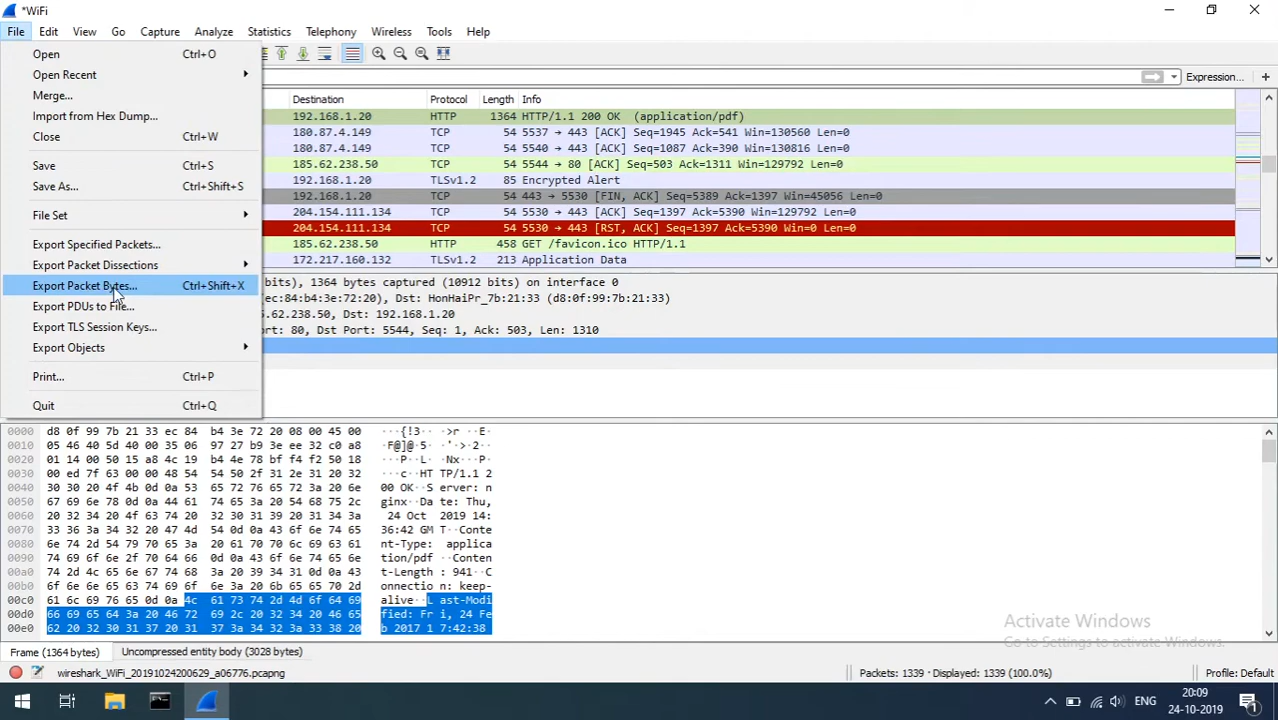 *WiFi
File Edit View Go Capture Analyze Statistics Telephony Wireless Tools Help
Open Ctrl+O
Open Recent
Merge...
Import from Hex Dump...
Close Ctrl+W
Save Ctrl+S
Save As... Ctrl+Shift+S
File Set
Export Specified Packets...
Export Packet Dissections
Export Packet Bytes... Ctrl+Shift+X
Export PDUs to File...
Export TLS Session Keys...
Export Objects
Print... Ctrl+P
Quit Ctrl+Q
Expression... +
Destination Protocol Length Info
192.168.1.20 HTTP 1364 HTTP/1.1 200 OK (application/pdf)
180.87.4.149 TCP 54 5537 → 443 [ACK] Seq=1945 Ack=541 Win=130560 Len=0
180.87.4.149 TCP 54 5540 → 443 [ACK] Seq=1087 Ack=390 Win=130816 Len=0
185.62.238.50 TCP 54 5544 → 80 [ACK] Seq=503 Ack=1311 Win=129792 Len=0
192.168.1.20 TLSv1.2 85 Encrypted Alert
192.168.1.20 TCP 54 443 → 5530 [FIN, ACK] Seq=5389 Ack=1397 Win=45056 Len=0
204.154.111.134 TCP 54 5530 → 443 [ACK] Seq=1397 Ack=5390 Win=129792 Len=0
204.154.111.134 TCP 54 5530 → 443 [RST, ACK] Seq=1397 Ack=5390 Win=0 Len=0
185.62.238.50 HTTP 458 GET /favicon.ico HTTP/1.1
172.217.160.132 TLSv1.2 213 Application Data
bits), 1364 bytes captured (10912 bits) on interface 0
(ec:84:b4:3e:72:20), Dst: HonHaiPr_7b:21:33 (d8:0f:99:7b:21:33)
.62.238.50, Dst: 192.168.1.20
rt: 80, Dst Port: 5544, Seq: 1, Ack: 503, Len: 1310
0000 d8 0f 99 7b 21 33 ec 84 b4 3e 72 20 08 00 45 00 ···{!3·· ·>r ··E·
0010 05 46 40 5d 40 00 35 06 97 27 b9 3e ee 32 c0 a8 ·F@]@·5· ·'·>·2··
0020 01 14 00 50 15 a8 4c 19 b4 4e 78 bf f4 f2 50 18 ···P··L· ·Nx···P·
0030 00 ed 7f 63 00 00 48 54 54 50 2f 31 2e 31 20 32 ···c··HT TP/1.1 2
0040 30 30 20 4f 4b 0d 0a 53 65 72 76 65 72 3a 20 6e 00 OK··S erver: n
0050 67 69 6e 78 0d 0a 44 61 74 65 3a 20 54 68 75 2c ginx··Da te: Thu,
0060 20 32 34 20 4f 63 74 20 32 30 31 39 20 31 34 3a 24 Oct 2019 14:
0070 33 36 3a 34 32 20 47 4d 54 0d 0a 43 6f 6e 74 65 36:42 GM T··Conte
0080 6e 74 2d 54 79 70 65 3a 20 61 70 70 6c 69 63 61 nt-Type: applica
0090 74 69 6f 6e 2f 70 64 66 0d 0a 43 6f 6e 74 65 6e tion/pdf ··Conten
00a0 74 2d 4c 65 6e 67 74 68 3a 20 39 34 31 0d 0a 43 t-Length : 941··C
00b0 6f 6e 6e 65 63 74 69 6f 6e 3a 20 6b 65 65 70 2d onnectio n: keep-
00c0 61 6c 69 76 65 0d 0a 4c 61 73 74 2d 4d 6f 64 69 alive··L ast-Modi
00d0 66 69 65 64 3a 20 46 72 69 2c 20 32 34 20 46 65 fied: Fr i, 24 Fe
00e0 62 20 32 30 31 37 20 31 37 3a 34 32 3a 33 38 20 b 2017 1 7:42:38
Activate Windows
Go to Settings to activate Windows.
Frame (1364 bytes) Uncompressed entity body (3028 bytes)
wireshark_WiFi_20191024200629_a06776.pcapng Packets: 1339 · Displayed: 1339 (100.0%) Profile: Default
ENG
20:09
24-10-2019
1